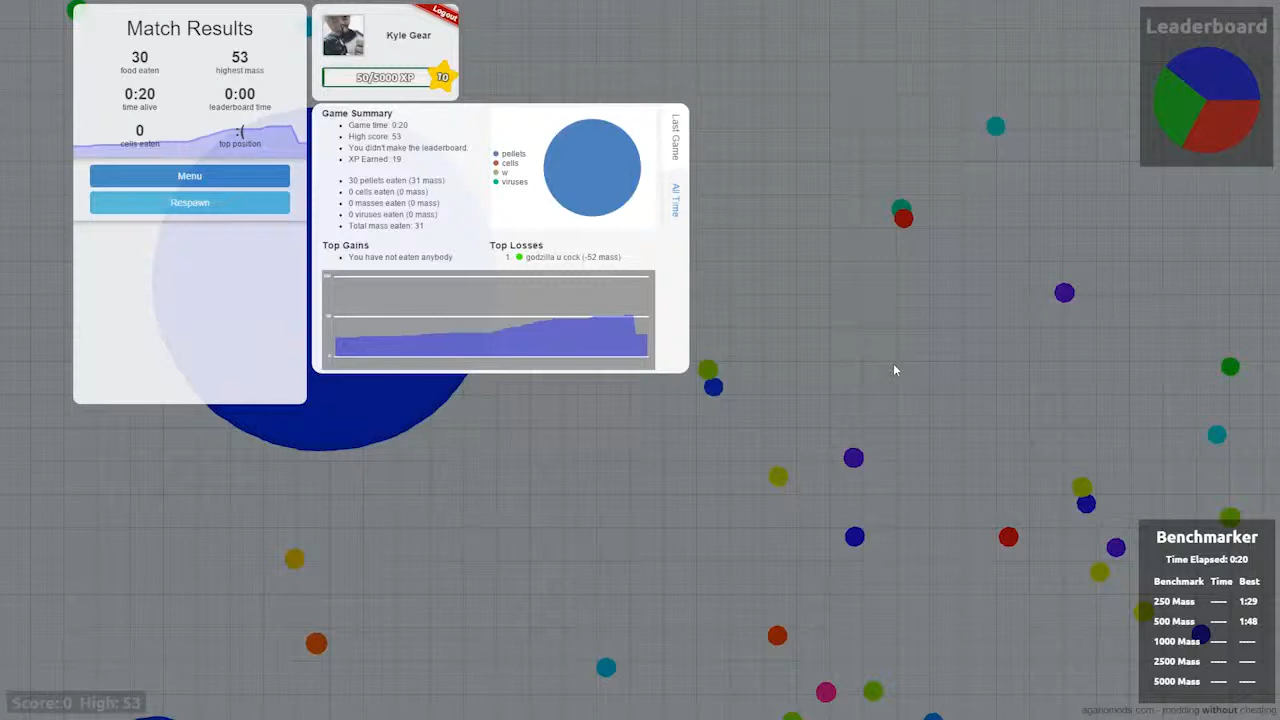 Match Results
30
food eaten
53
highest mass
0:20
time alive
0:00
leaderboard time
0
cells eaten
:(
top position
Menu
Respawn
Logout
Kyle Gear
50/5000 XP
10
Game Summary
Game time: 0:20
High score: 53
You didn't make the leaderboard.
XP Earned: 19
30 pellets eaten (31 mass)
0 cells eaten (0 mass)
0 masses eaten (0 mass)
0 viruses eaten (0 mass)
Total mass eaten: 31
pellets
cells
w
viruses
Last Game
All Time
Top Gains
You have not eaten anybody.
Top Losses
1. godzilla u cock (-52 mass)
Leaderboard
Benchmarker
Time Elapsed: 0:20
Benchmark Time Best
250 Mass —— 1:29
500 Mass —— 1:48
1000 Mass —— ——
2500 Mass —— ——
5000 Mass —— ——
Score: 0 High: 53
agariomods.com - modding without cheating